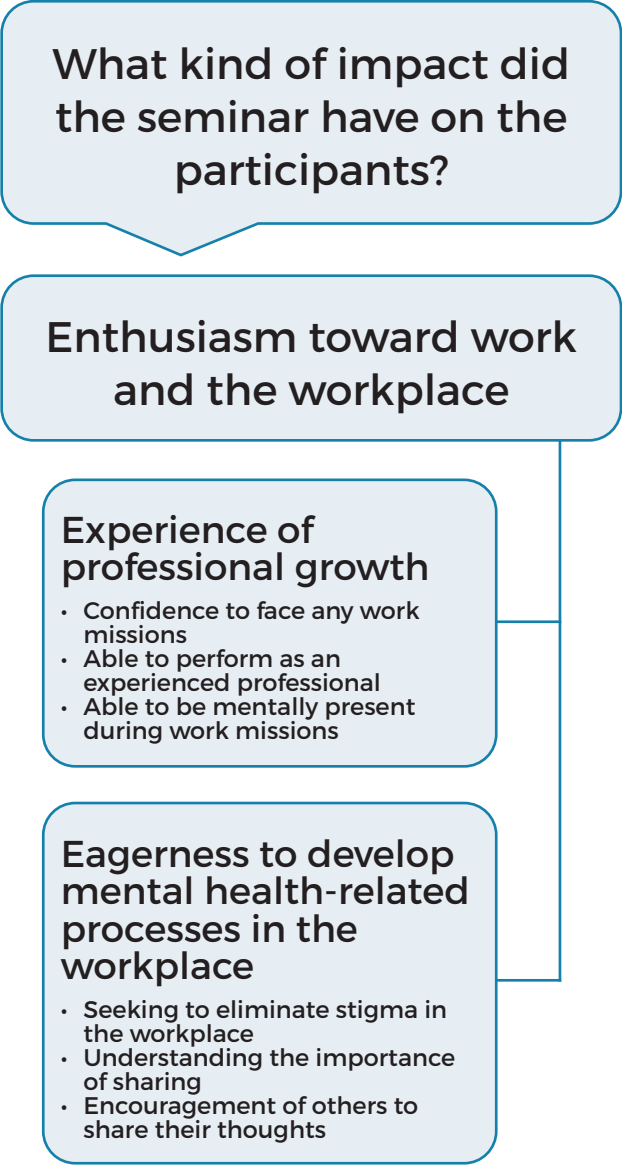 What kind of impact did
the seminar have on the
participants?
Enthusiasm toward work
and the workplace
Experience of
professional growth
• Confidence to face any work
missions
• Able to perform as an
experienced professional
• Able to be mentally present
during work missions
Eagerness to develop
mental health-related
processes in the
workplace
• Seeking to eliminate stigma in
the workplace
• Understanding the importance
of sharing
• Encouragement of others to
share their thoughts